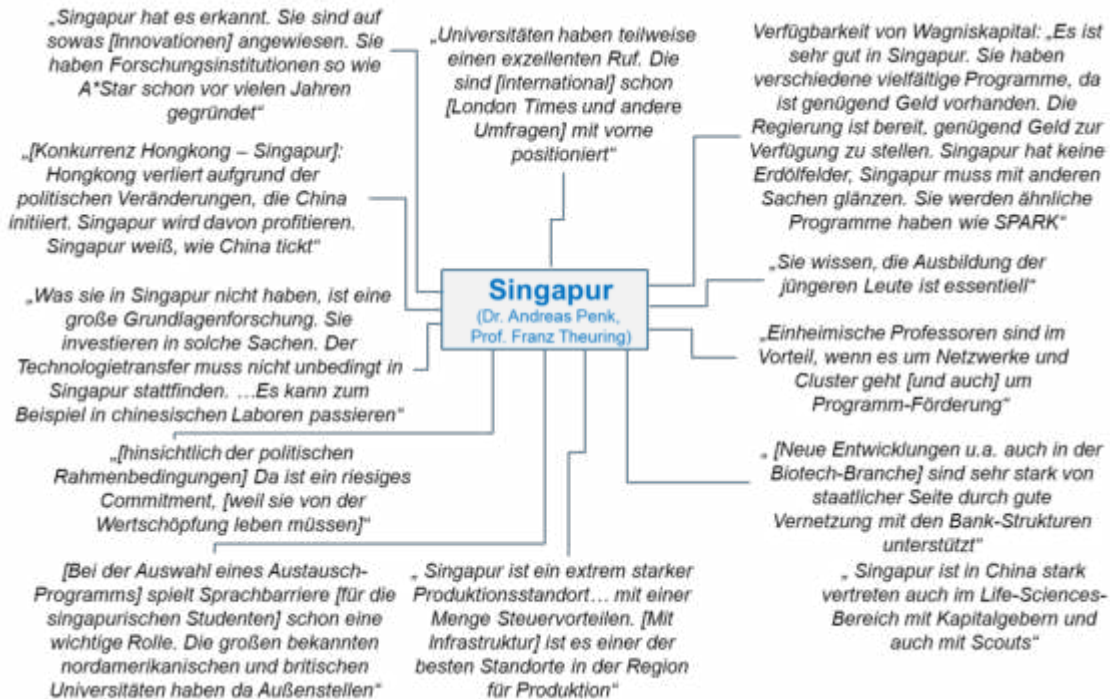 „Singapur hat es erkannt. Sie sind auf
sowas [Innovationen] angewiesen. Sie
haben Forschungsinstitutionen so wie
A*Star schon vor vielen Jahren
gegründet“
„Universitäten haben teilweise
einen exzellenten Ruf. Die
sind [international] schon
[London Times und andere
Umfragen] mit vorne
positioniert“
Verfügbarkeit von Wagniskapital: „Es ist
sehr gut in Singapur. Sie haben
verschiedene vielfältige Programme, da
ist genügend Geld vorhanden. Die
Regierung ist bereit, genügend Geld zur
Verfügung zu stellen. Singapur hat keine
Erdölfelder, Singapur muss mit anderen
Sachen glänzen. Sie werden ähnliche
Programme haben wie SPARK“
„[Konkurrenz Hongkong – Singapur]:
Hongkong verliert aufgrund der
politischen Veränderungen, die China
initiiert. Singapur wird davon profitieren.
Singapur weiß, wie China tickt“
„Was sie in Singapur nicht haben, ist eine
große Grundlagenforschung. Sie
investieren in solche Sachen. Der
Technologietransfer muss nicht unbedingt in
Singapur stattfinden. …Es kann zum
Beispiel in chinesischen Laboren passieren“
Singapur
(Dr. Andreas Penk,
Prof. Franz Theuring)
„Sie wissen, die Ausbildung der
jüngeren Leute ist essentiell“
„Einheimische Professoren sind im
Vorteil, wenn es um Netzwerke und
Cluster geht [und auch] um
Programm-Förderung“
„[hinsichtlich der politischen
Rahmenbedingungen] Da ist ein riesiges
Commitment, [weil sie von der
Wertschöpfung leben müssen]“
„ [Neue Entwicklungen u.a. auch in der
Biotech-Branche] sind sehr stark von
staatlicher Seite durch gute
Vernetzung mit den Bank-Strukturen
unterstützt“
[Bei der Auswahl eines Austausch-
Programms] spielt Sprachbarriere [für die
singapurischen Studenten] schon eine
wichtige Rolle. Die großen bekannten
nordamerikanischen und britischen
Universitäten haben da Außenstellen“
„ Singapur ist ein extrem starker
Produktionsstandort… mit einer
Menge Steuervorteilen. [Mit
Infrastruktur] ist es einer der
besten Standorte in der Region
für Produktion“
„ Singapur ist in China stark
vertreten auch im Life-Sciences-
Bereich mit Kapitalgebern und
auch mit Scouts“